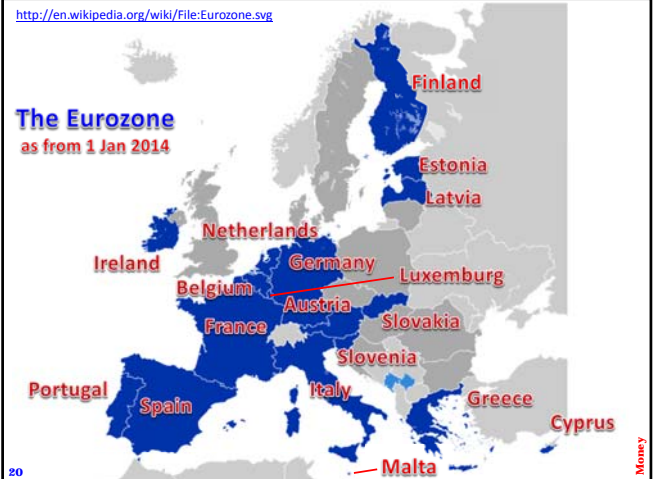 http://en.wikipedia.org/wiki/File:Eurozone.svg
The Eurozone
as from 1 Jan 2014
Finland
Estonia
Latvia
Netherlands
Ireland
Germany
Luxemburg
Belgium
Austria
France
Slovakia
Slovenia
Portugal
Spain
Italy
Greece
Cyprus
Malta
20
Money